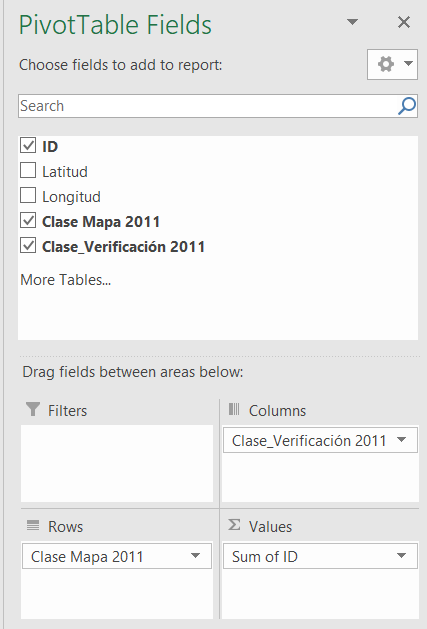 PivotTable Fields
Choose fields to add to report:
Search
ID
Latitud
Longitud
Clase Mapa 2011
Clase_Verificación 2011
More Tables...
Drag fields between areas below:
Filters
Columns
Clase_Verificación 2011
Rows
Values
Clase Mapa 2011
Sum of ID